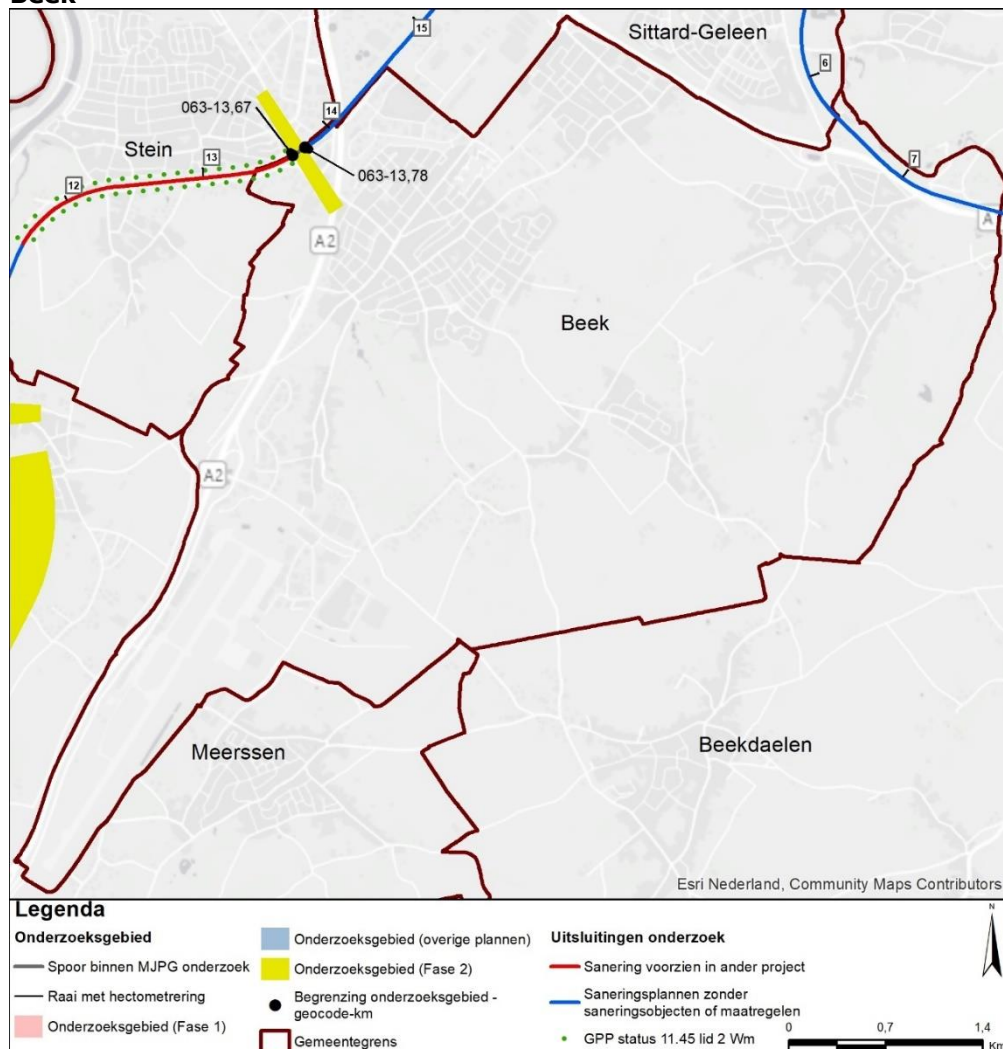 Beek
Sittard-Geleen
15
6
063-13,67
14
Stein
13
063-13,78
7
12
A2
A
Beek
A2
Meerssen
Beekdaelen
Esri Nederland, Community Maps Contributors
Legenda
Onderzoeksgebied
Spoor binnen MJPG onderzoek
Raai met hectometrering
Onderzoeksgebied (Fase 1)
Onderzoeksgebied (overige plannen)
Onderzoeksgebied (Fase 2)
Begrenzing onderzoeksgebied -
geocode-km
Gemeentegrens
Uitsluitingen onderzoek
Sanering voorzien in ander project
Saneringsplannen zonder
saneringsobjecten of maatregelen
GPP status 11.45 lid 2 Wm
N
0 0,7 1,4
Km